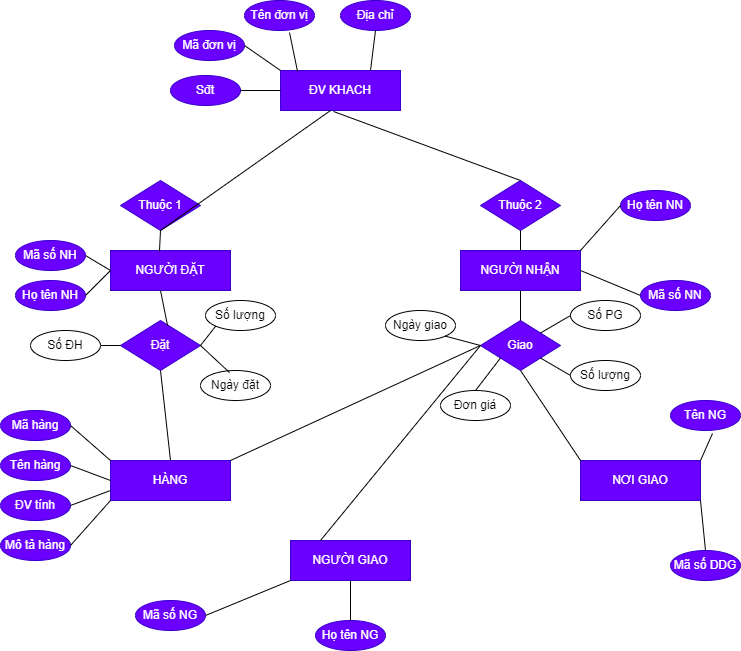 Tên đơn vị
Địa chỉ
Mã đơn vị
Sđt
ĐV KHACH
Thuộc 1
Thuộc 2
Họ tên NN
Mã số NH
NGƯỜI ĐẶT
NGƯỜI NHẬN
Họ tên NH
Mã số NN
Số lượng
Số PG
Ngày giao
Số ĐH
Đặt
Giao
Ngày đặt
Số lượng
Đơn giá
Mã hàng
Tên NG
Tên hàng
HÀNG
NƠI GIAO
ĐV tính
Mô tả hàng
NGƯỜI GIAO
Mã số DDG
Mã số NG
Họ tên NG